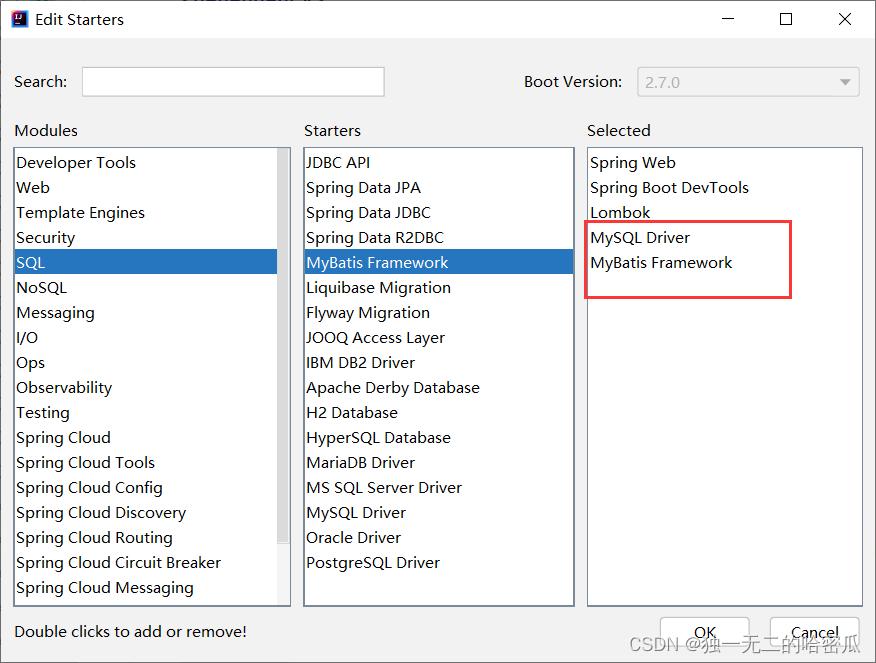 Edit Starters
Search:
Boot Version: 2.7.0
Modules
Developer Tools
Web
Template Engines
Security
SQL
NoSQL
Messaging
I/O
Ops
Observability
Testing
Spring Cloud
Spring Cloud Tools
Spring Cloud Config
Spring Cloud Discovery
Spring Cloud Routing
Spring Cloud Circuit Breaker
Spring Cloud Messaging
Starters
JDBC API
Spring Data JPA
Spring Data JDBC
Spring Data R2DBC
MyBatis Framework
Liquibase Migration
Flyway Migration
JOOQ Access Layer
IBM DB2 Driver
Apache Derby Database
H2 Database
HyperSQL Database
MariaDB Driver
MS SQL Server Driver
MySQL Driver
Oracle Driver
PostgreSQL Driver
Selected
Spring Web
Spring Boot DevTools
Lombok
MySQL Driver
MyBatis Framework
Double clicks to add or remove!
OK
Cancel
CSDN @独一无二的哈密瓜